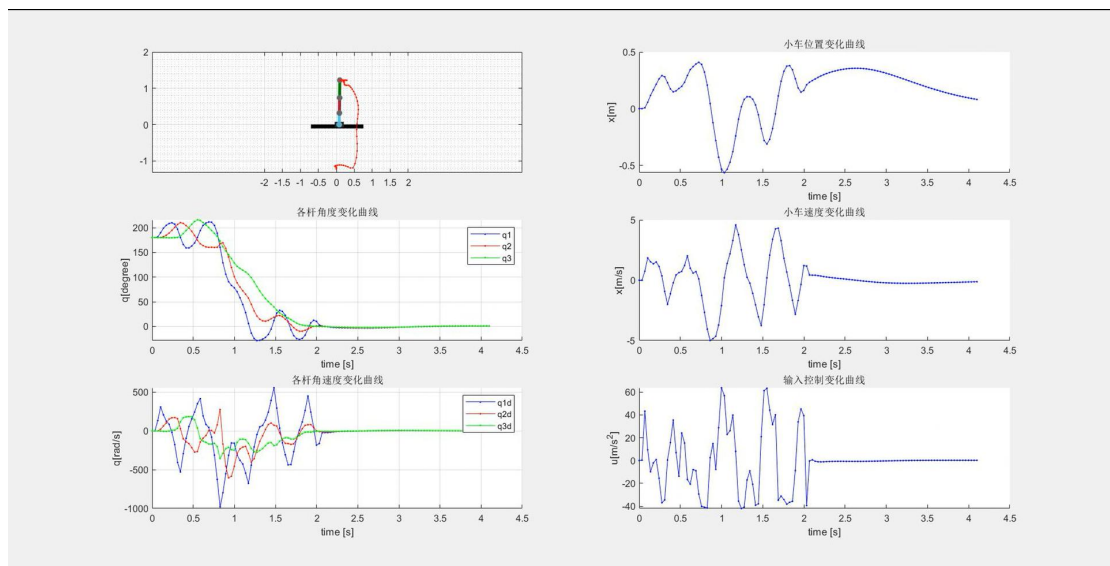 2
1
0
-1
-2 -1.5 -1 -0.5 0 0.5 1 1.5 2
小车位置变化曲线
0.5
0
-0.5
x[m]
0 0.5 1 1.5 2 2.5 3 3.5 4 4.5
time [s]
各杆角度变化曲线
200
150
100
50
0
q[degree]
q1
q2
q3
0 0.5 1 1.5 2 2.5 3 3.5 4 4.5
time [s]
小车速度变化曲线
5
0
-5
x[m/s]
0 0.5 1 1.5 2 2.5 3 3.5 4 4.5
time [s]
各杆角速度变化曲线
500
0
-500
-1000
q[rad/s]
q1d
q2d
q3d
0 0.5 1 1.5 2 2.5 3 3.5 4 4.5
time [s]
输入控制变化曲线
60
40
20
0
-20
-40
u[m/s²]
0 0.5 1 1.5 2 2.5 3 3.5 4 4.5
time [s]